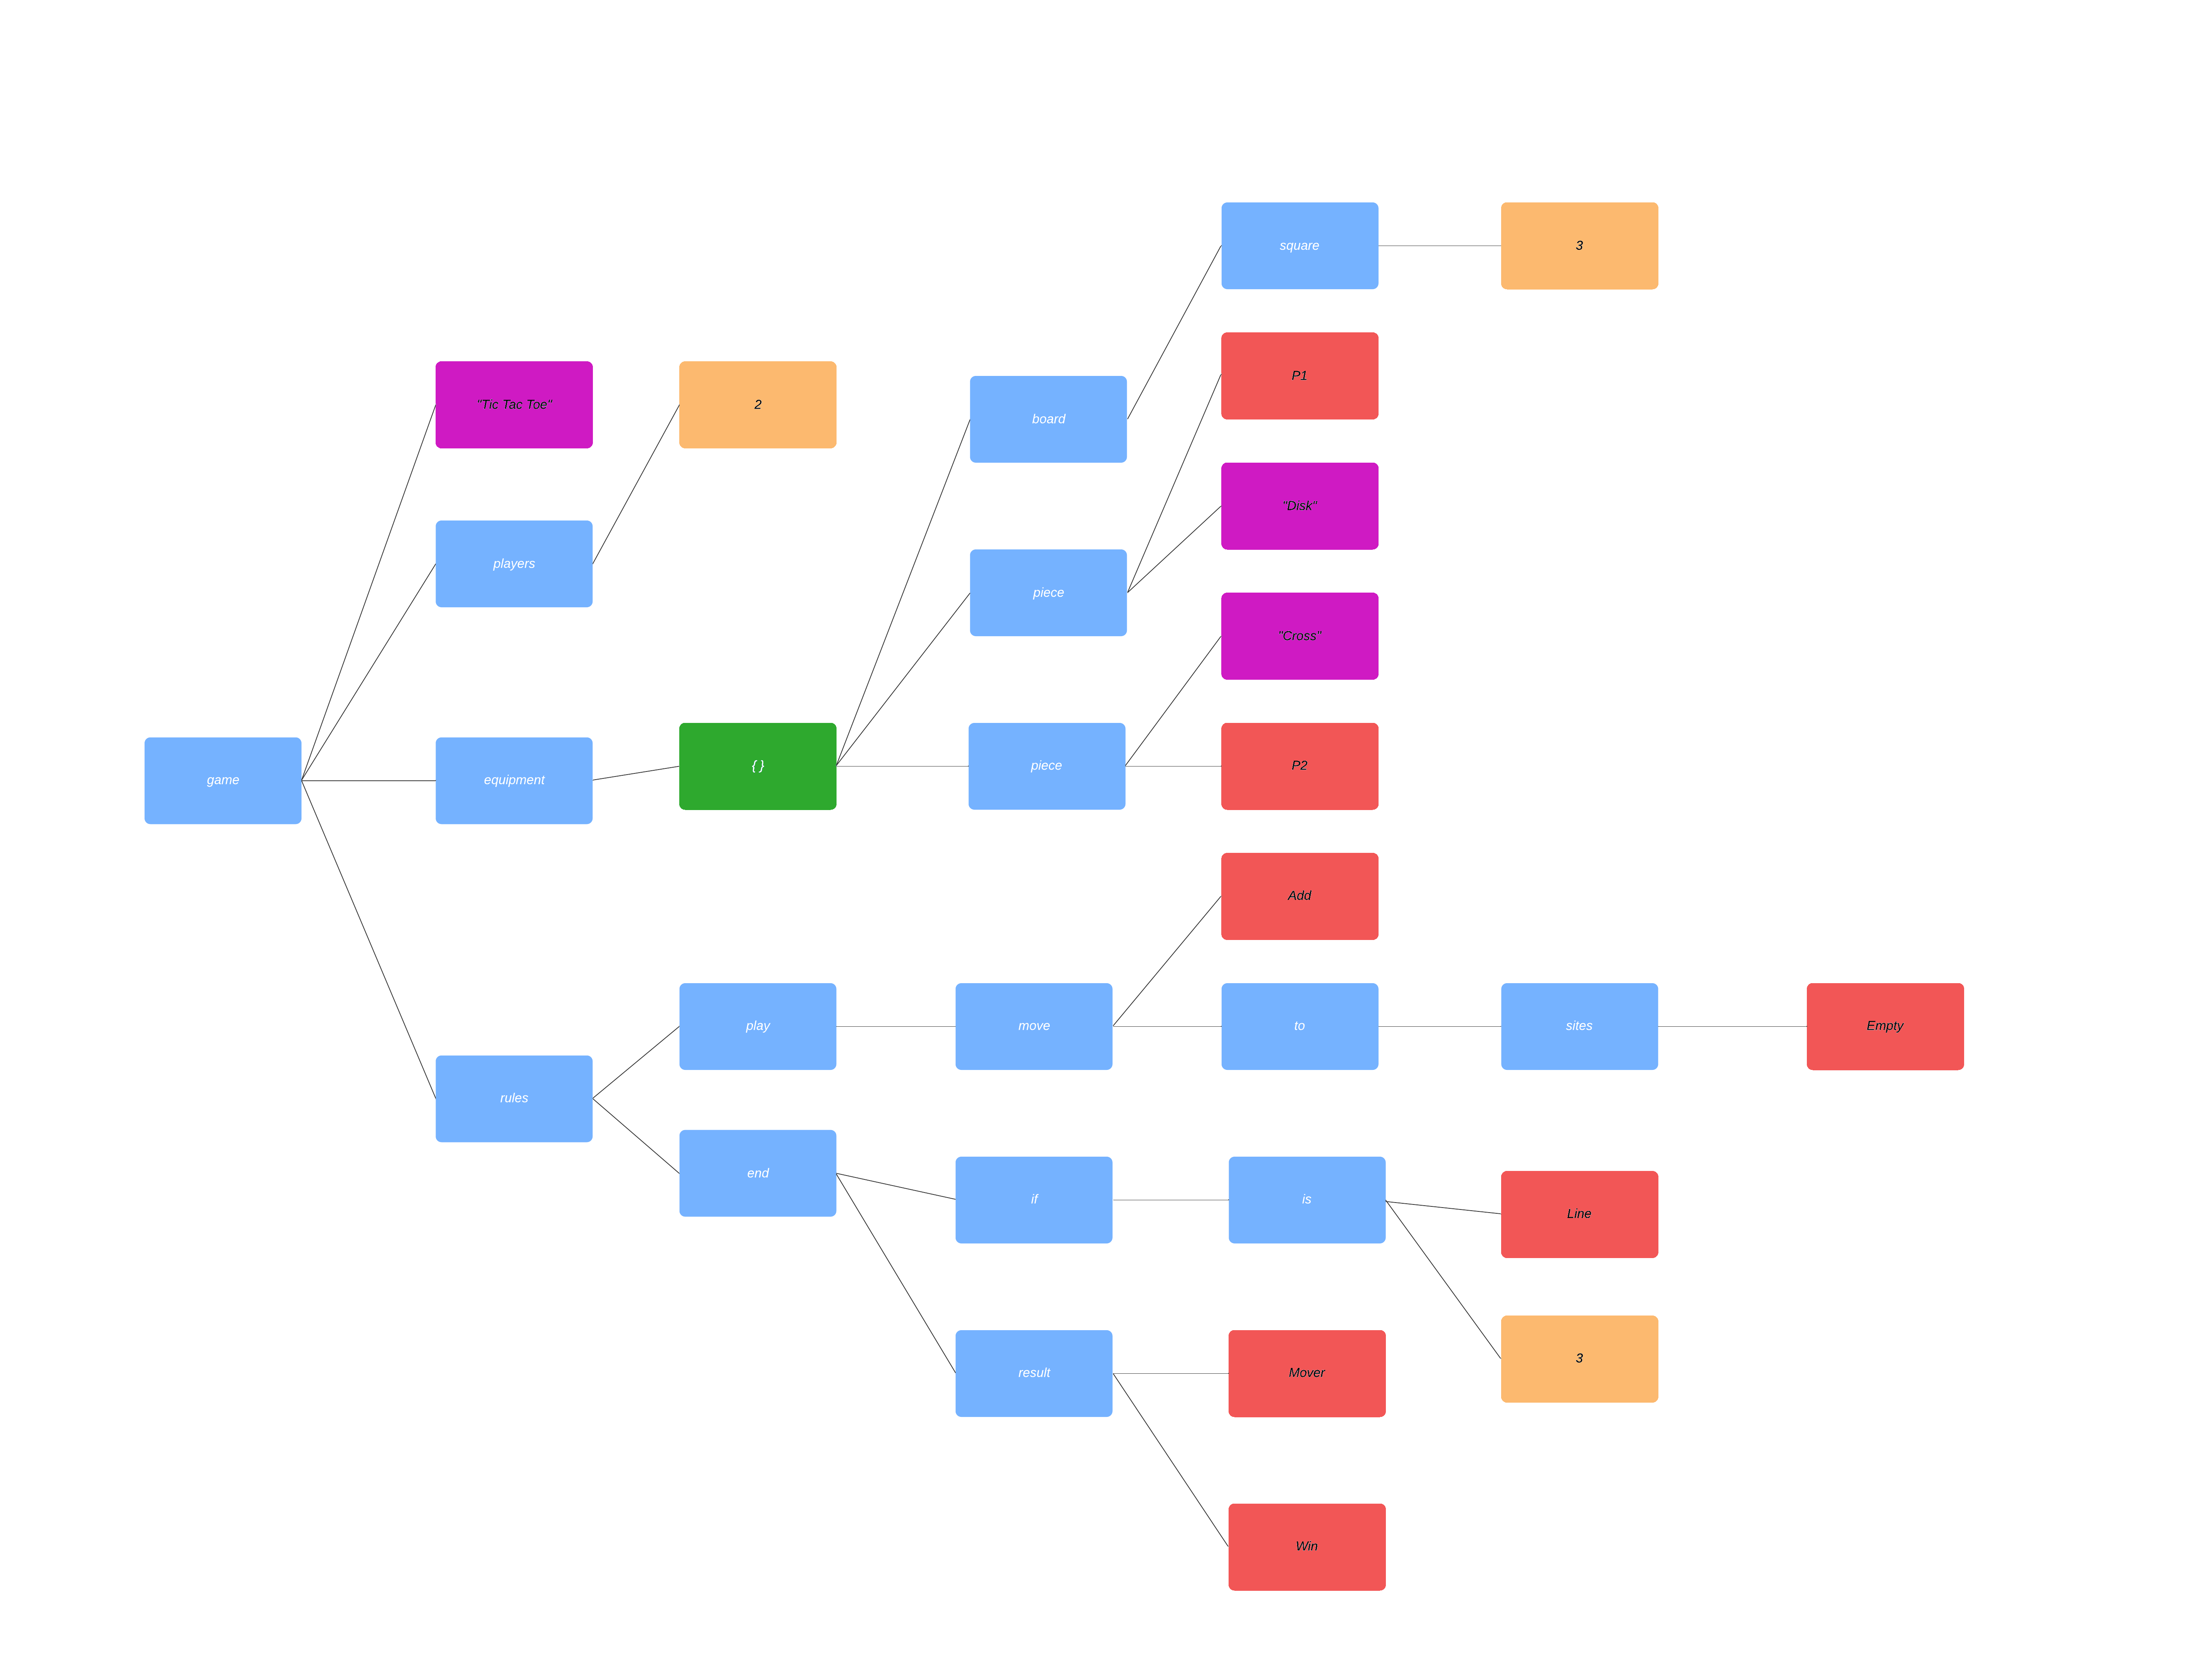 square
3
P1
"Tic Tac Toe"
2
board
"Disk"
players
piece
"Cross"
game
equipment
{ }
piece
P2
Add
play
move
to
sites
Empty
rules
end
if
is
Line
3
result
Mover
Win